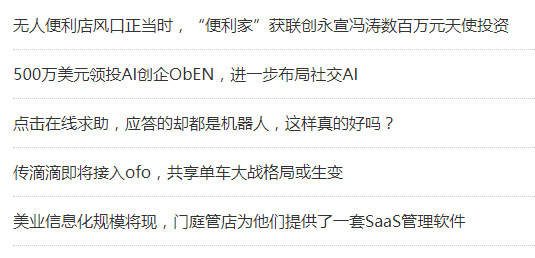 无人便利店风口正当时，“便利家”获联创永宣冯涛数百万元天使投资
500万美元领投AI创企ObEN，进一步布局社交AI
点击在线求助，应答的却都是机器人，这样真的好吗？
传滴滴即将接入ofo，共享单车大战格局或生变
美业信息化规模将现，门庭管店为他们提供了一套SaaS管理软件